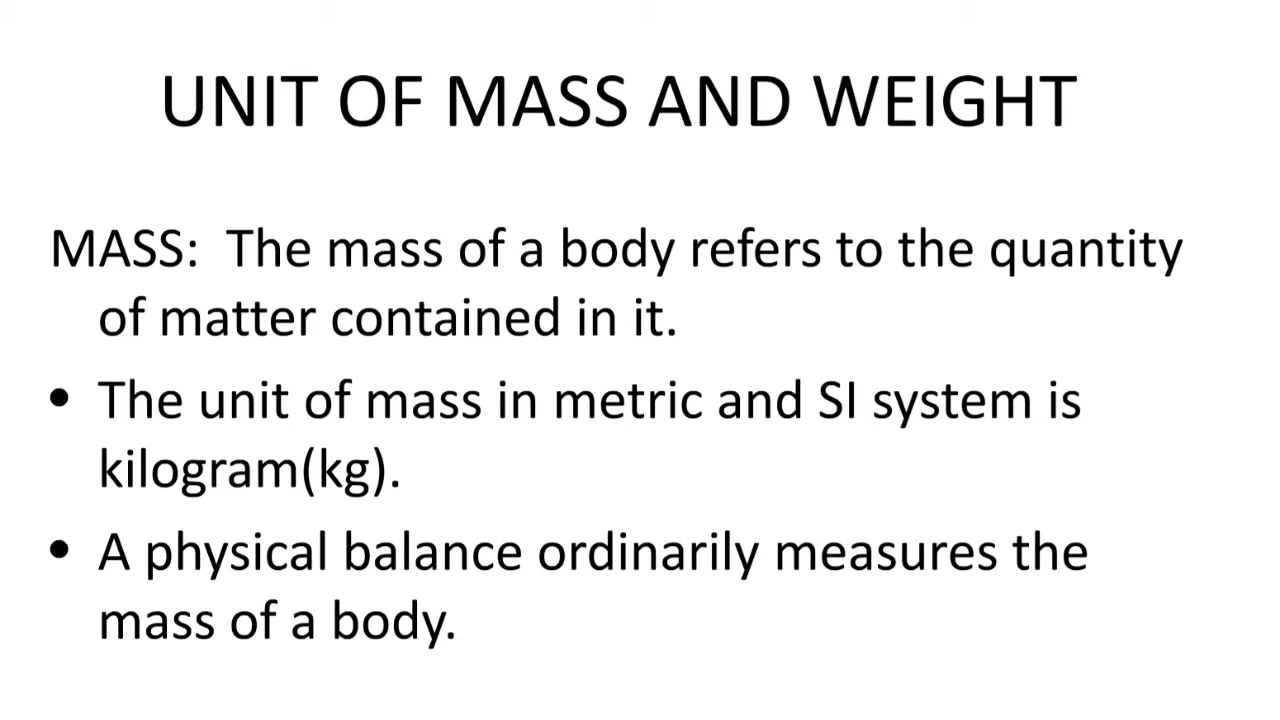 UNIT OF MASS AND WEIGHT
MASS:  The mass of a body refers to the quantity
of matter contained in it.
• The unit of mass in metric and SI system is
kilogram(kg).
• A physical balance ordinarily measures the
mass of a body.